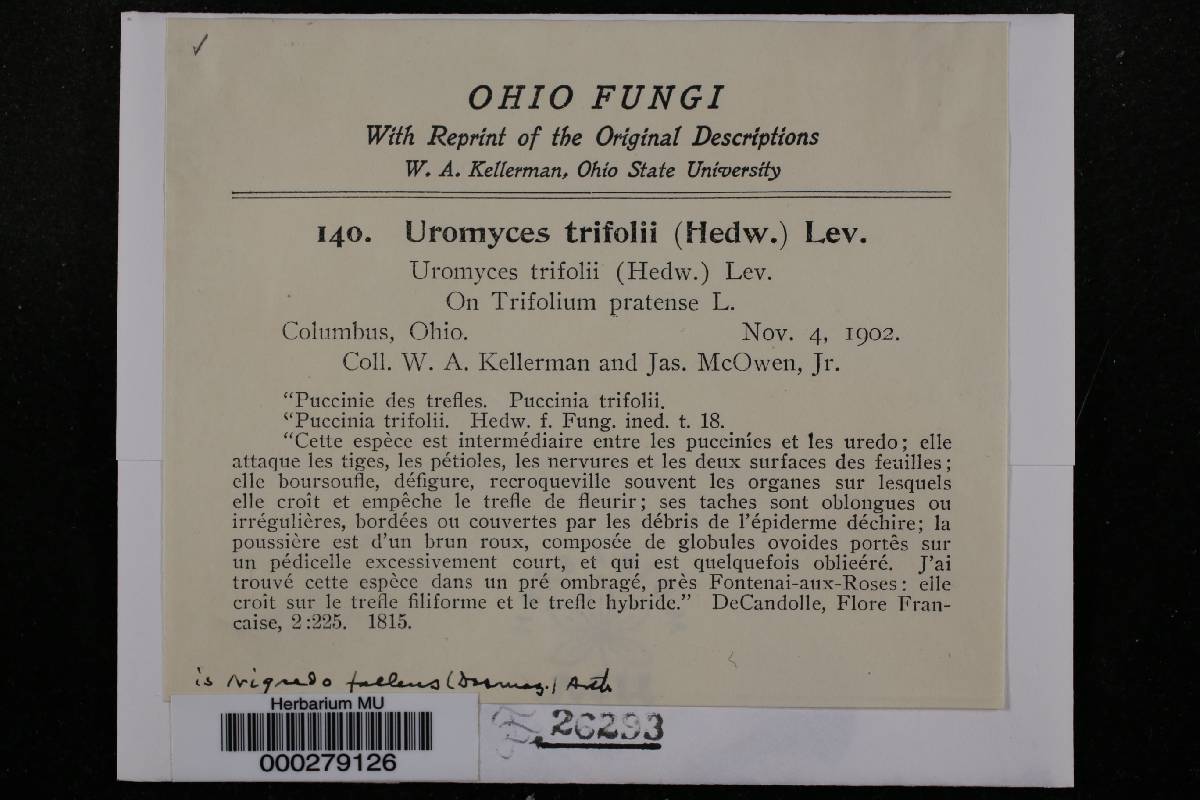 OHIO FUNGI
With Reprint of the Original Descriptions
W. A. Kellerman, Ohio State University
140. Uromyces trifolii (Hedw.) Lev.
Uromyces trifolii (Hedw.) Lev.
On Trifolium pratense L.
Columbus, Ohio. Nov. 4, 1902.
Coll. W. A. Kellerman and Jas. McOwen, Jr.
“Puccinie des trefles. Puccinia trifolii.
“Puccinia trifolii. Hedw. f. Fung. ined. t. 18.
“Cette espèce est intermédiaire entre les puccinies et les uredo; elle
attaque les tiges, les pétioles, les nervures et les deux surfaces des feuilles;
elle boursoufle, défigure, recroqueville souvent les organes sur lesquels
elle croît et empêche le trefle de fleurir; ses taches sont oblongues ou
irrégulières, bordées ou couvertes par les débris de l'épiderme déchire; la
poussière est d'un brun roux, composée de globules ovoides portês sur
un pédicelle excessivement court, et qui est quelquefois oblieéré. J'ai
trouvé cette espèce dans un pré ombragé, près Fontenai-aux-Roses: elle
croit sur le trefle filiforme et le trefle hybride.” DeCandolle, Flore Fran-
caise, 2:225. 1815.
is Nigredo fallens (Desmaz.) Arth
Herbarium MU
000279126
26293